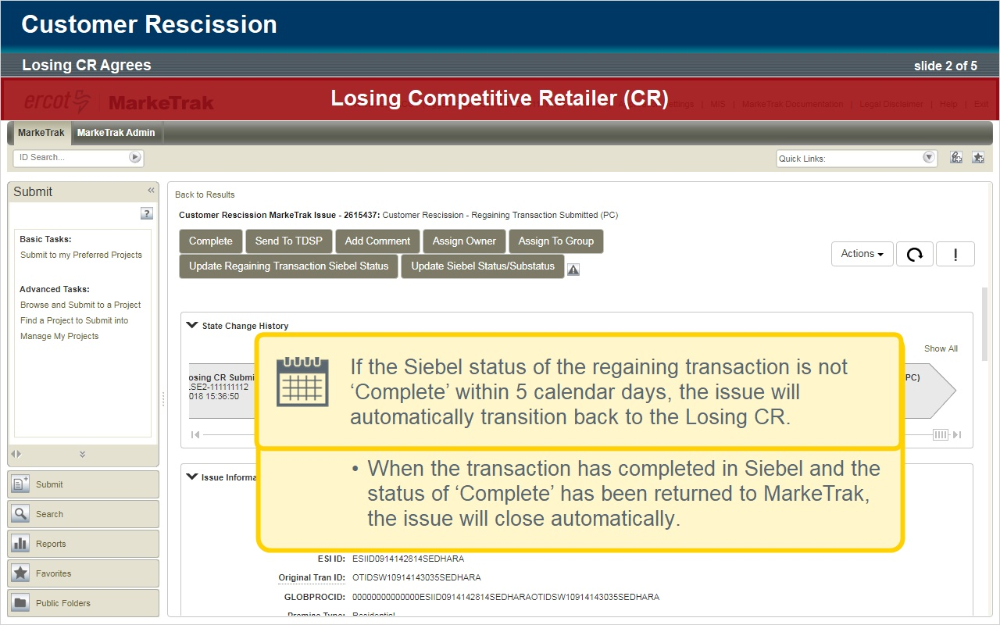 Customer Rescission
Losing CR Agrees
slide 2 of 5
ercot MarkeTrak
Losing Competitive Retailer (CR)
ettings | MIS | MarkeTrak Documentation | Legal Disclaimer | Help | Exit
MarkeTrak MarkeTrak Admin
ID Search...
Quick Links:
Submit
?
Basic Tasks:
Submit to my Preferred Projects
Advanced Tasks:
Browse and Submit to a Project
Find a Project to Submit into
Manage My Projects
Submit
Search
Reports
Favorites
Public Folders
Back to Results
Customer Rescission MarkeTrak Issue - 2615437: Customer Rescission - Regaining Transaction Submitted (PC)
Complete Send To TDSP Add Comment Assign Owner Assign To Group
Update Regaining Transaction Siebel Status Update Siebel Status/Substatus
Actions
!
State Change History
Show All
osing CR Submi
LSE2-111111112
018 15:36:50
PC)
If the Siebel status of the regaining transaction is not
‘Complete’ within 5 calendar days, the issue will
automatically transition back to the Losing CR.
• When the transaction has completed in Siebel and the
status of ‘Complete’ has been returned to MarkeTrak,
the issue will close automatically.
Issue Informa
ESI ID: ESIID0914142814SEDHARA
Original Tran ID: OTIDSW10914143035SEDHARA
GLOBPROCID: 00000000000000ESIID0914142814SEDHARAOTIDSW10914143035SEDHARA
Premise Type: Residential